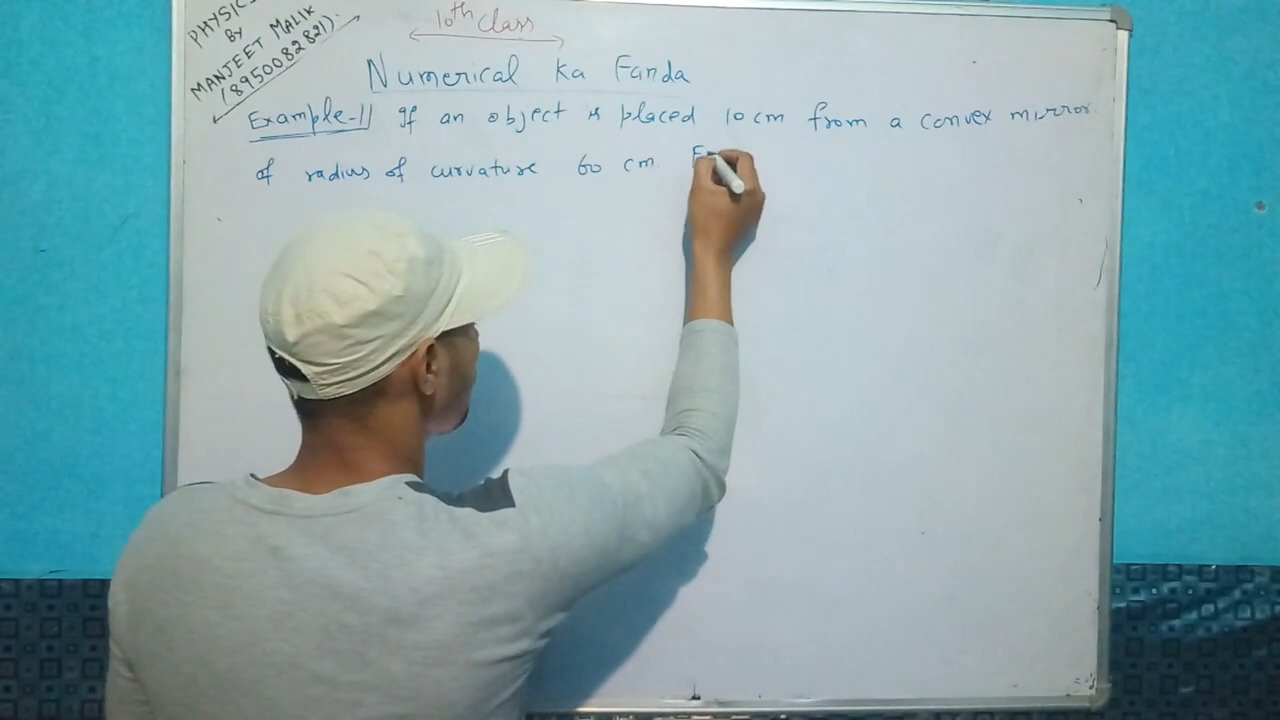 PHYSICS
BY
MANJEET MALIK
(8950082821).
10th Class
Numerical ka Fanda
Example-11 If an object is placed 10 cm from a convex mirror
of radius of curvature 60 cm.